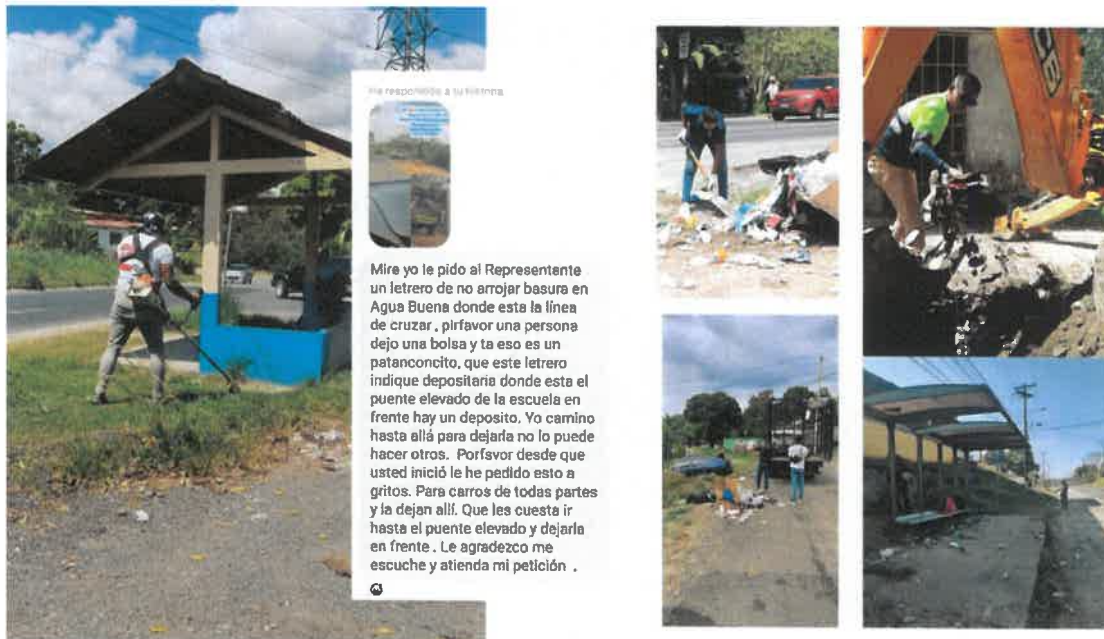 Ha respondido a tu historia
Mire yo le pido al Representante
un letrero de no arrojar basura en
Agua Buena donde esta la línea
de cruzar , pirfavor una persona
dejo una bolsa y ta eso es un
patanconcito, que este letrero
indique depositaria donde esta el
puente elevado de la escuela en
frente hay un deposito. Yo camino
hasta allá para dejarla no lo puede
hacer otros. Porfavor desde que
usted inició le he pedido esto a
gritos. Para carros de todas partes
y la dejan allí. Que les cuesta ir
hasta el puente elevado y dejarla
en frente . Le agradezco me
escuche y atienda mi petición .
JCB